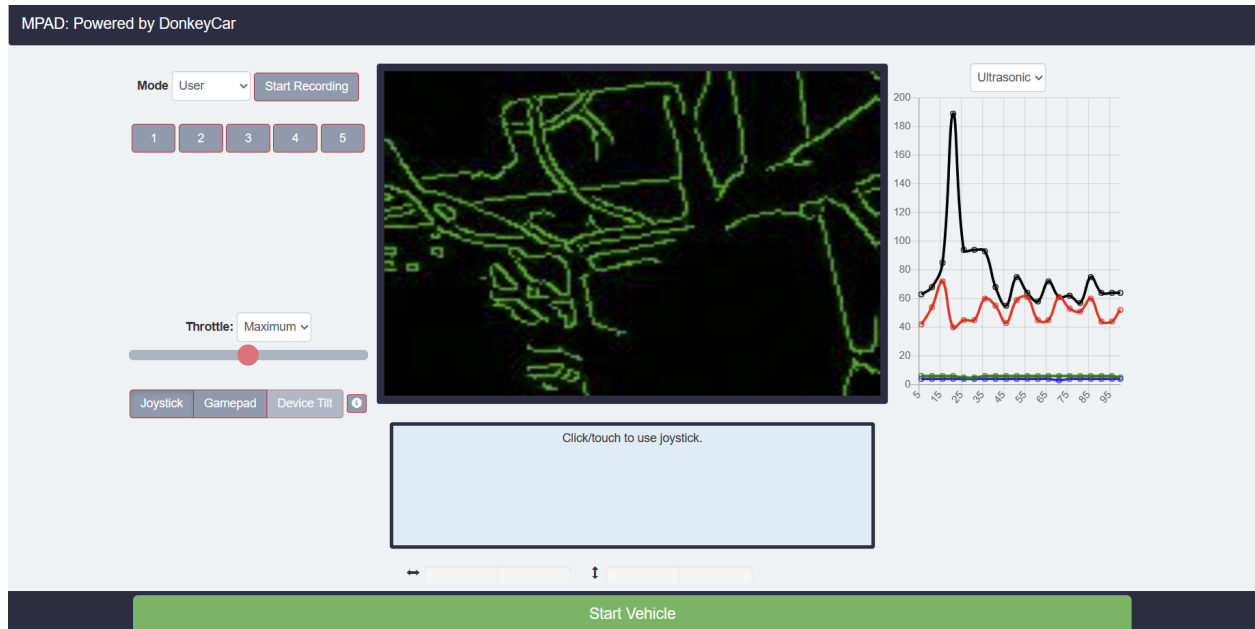 MPAD: Powered by DonkeyCar
Mode User Start Recording
1 2 3 4 5
Throttle: Maximum
Joystick Gamepad Device Tilt
Click/touch to use joystick.
Ultrasonic
200
180
160
140
120
100
80
60
40
20
0
5 15 25 35 45 55 65 75 85 95
Start Vehicle